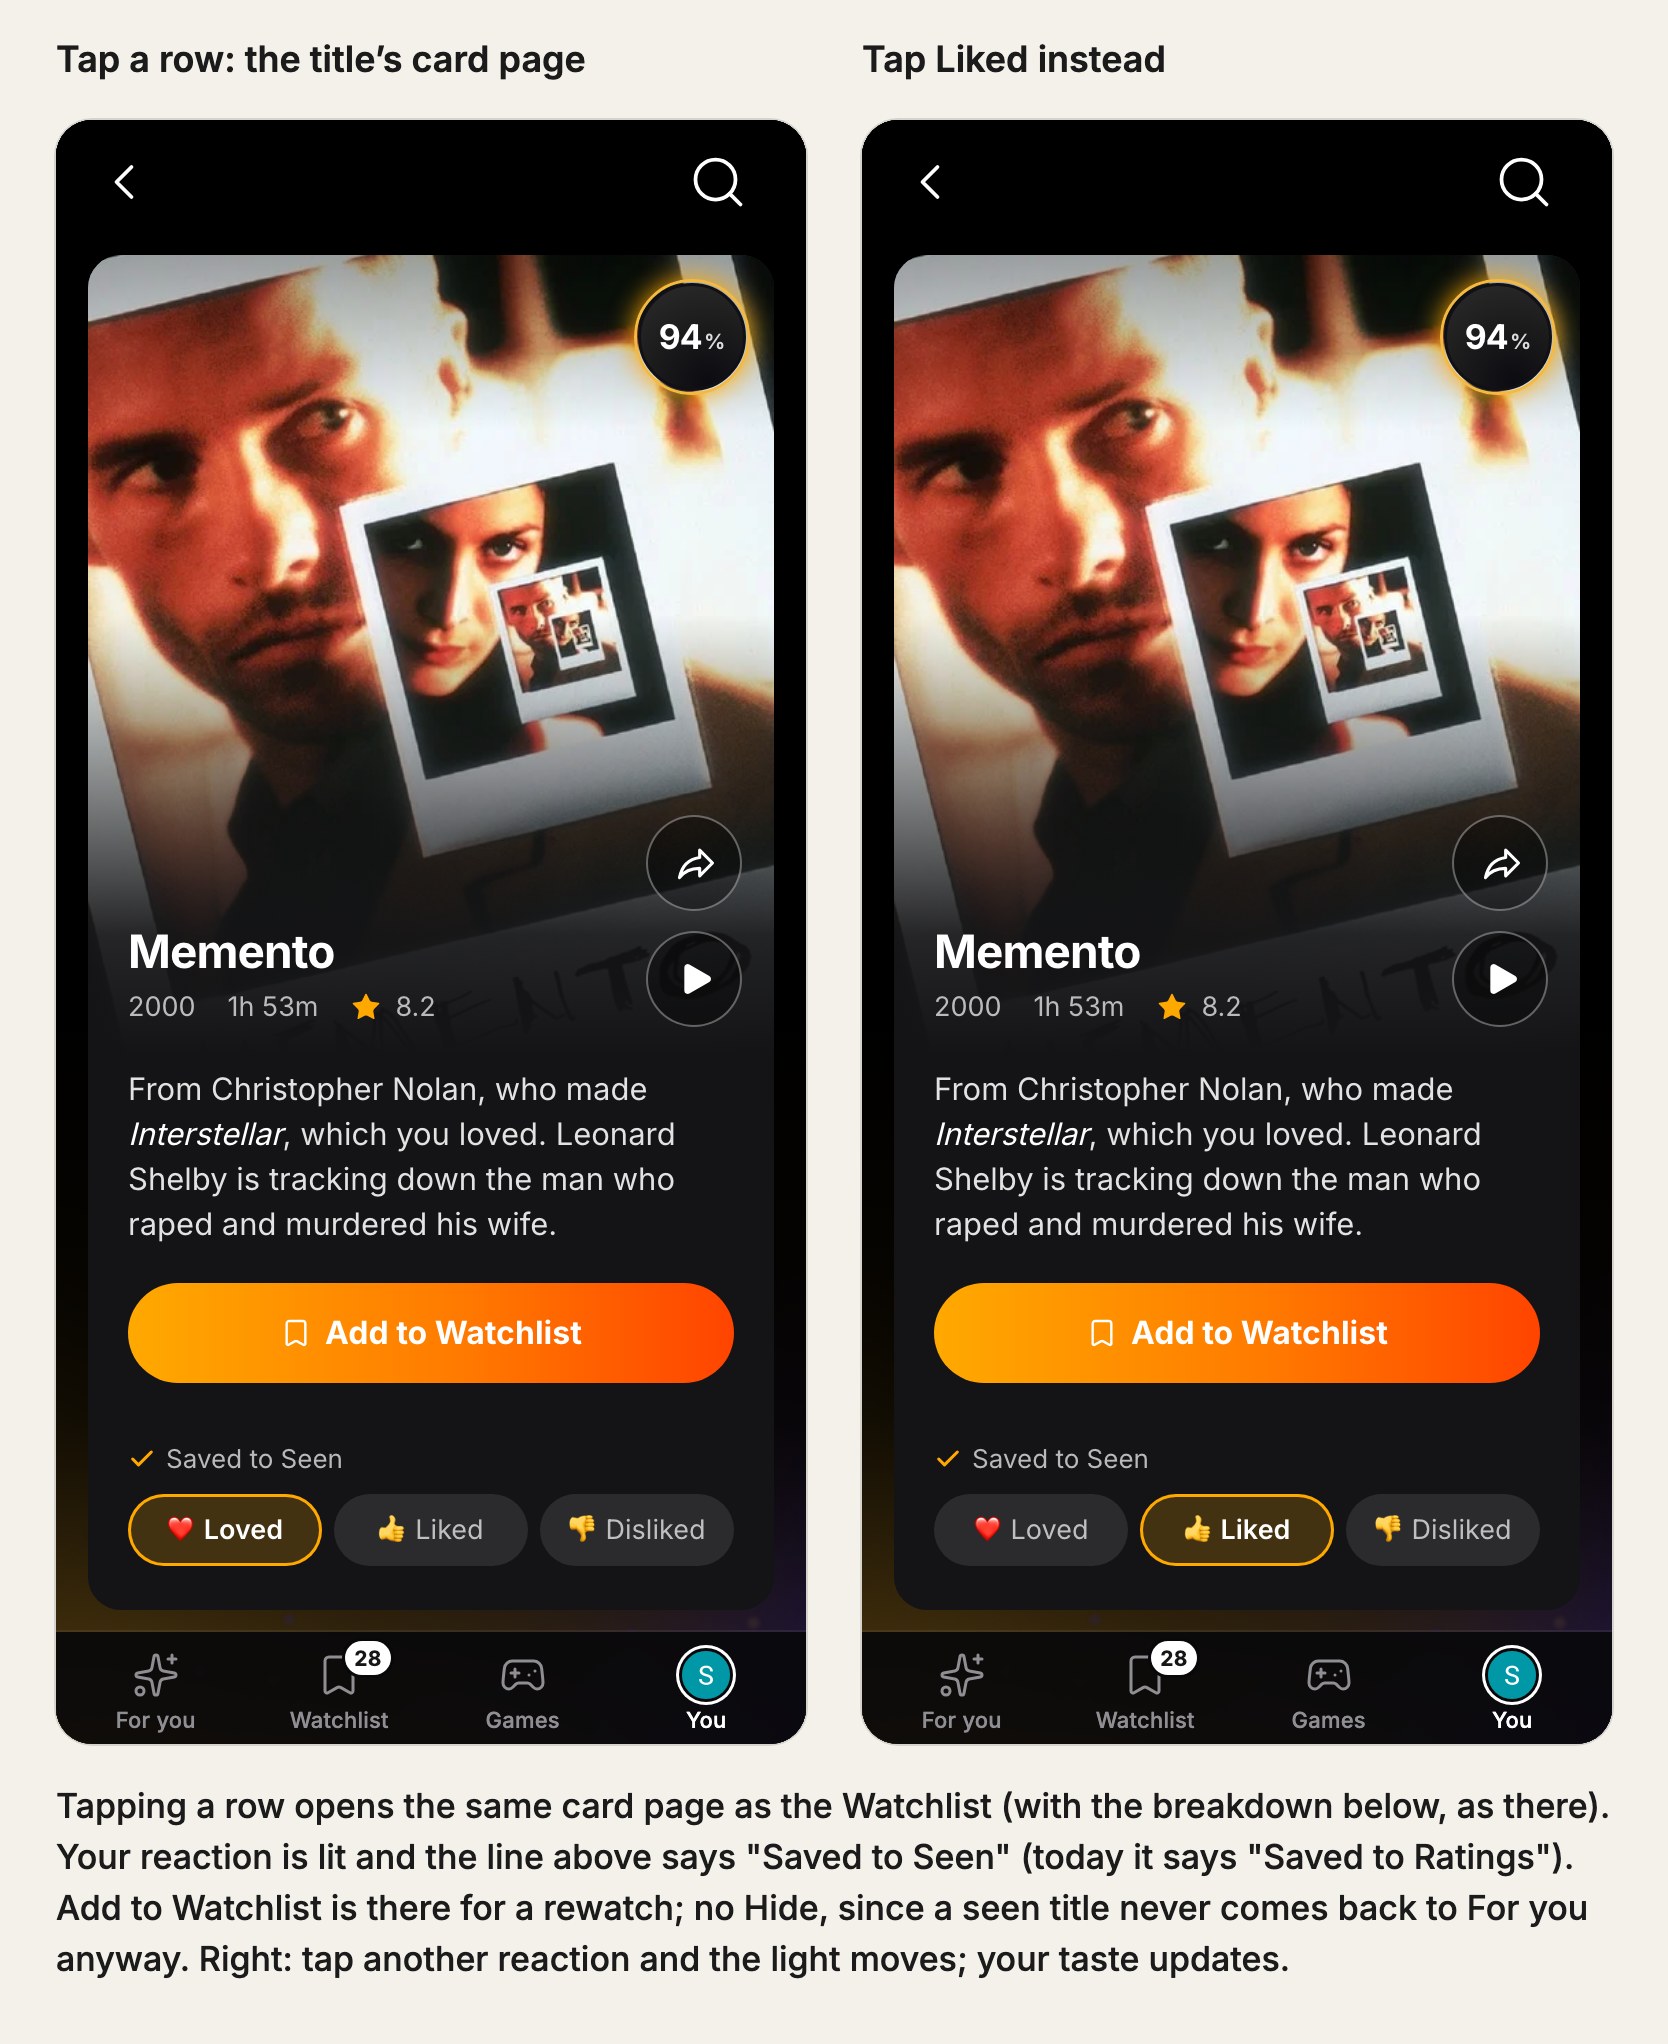 Tap a row: the title’s card page
94%
Memento
2000 1h 53m 8.2
From Christopher Nolan, who made
Interstellar, which you loved. Leonard
Shelby is tracking down the man who
raped and murdered his wife.
Add to Watchlist
Saved to Seen
Loved
Liked
Disliked
For you
28
Watchlist
Games
S
You
Tap Liked instead
94%
Memento
2000 1h 53m 8.2
From Christopher Nolan, who made
Interstellar, which you loved. Leonard
Shelby is tracking down the man who
raped and murdered his wife.
Add to Watchlist
Saved to Seen
Loved
Liked
Disliked
For you
28
Watchlist
Games
S
You
Tapping a row opens the same card page as the Watchlist (with the breakdown below, as there).
Your reaction is lit and the line above says "Saved to Seen" (today it says "Saved to Ratings").
Add to Watchlist is there for a rewatch; no Hide, since a seen title never comes back to For you
anyway. Right: tap another reaction and the light moves; your taste updates.